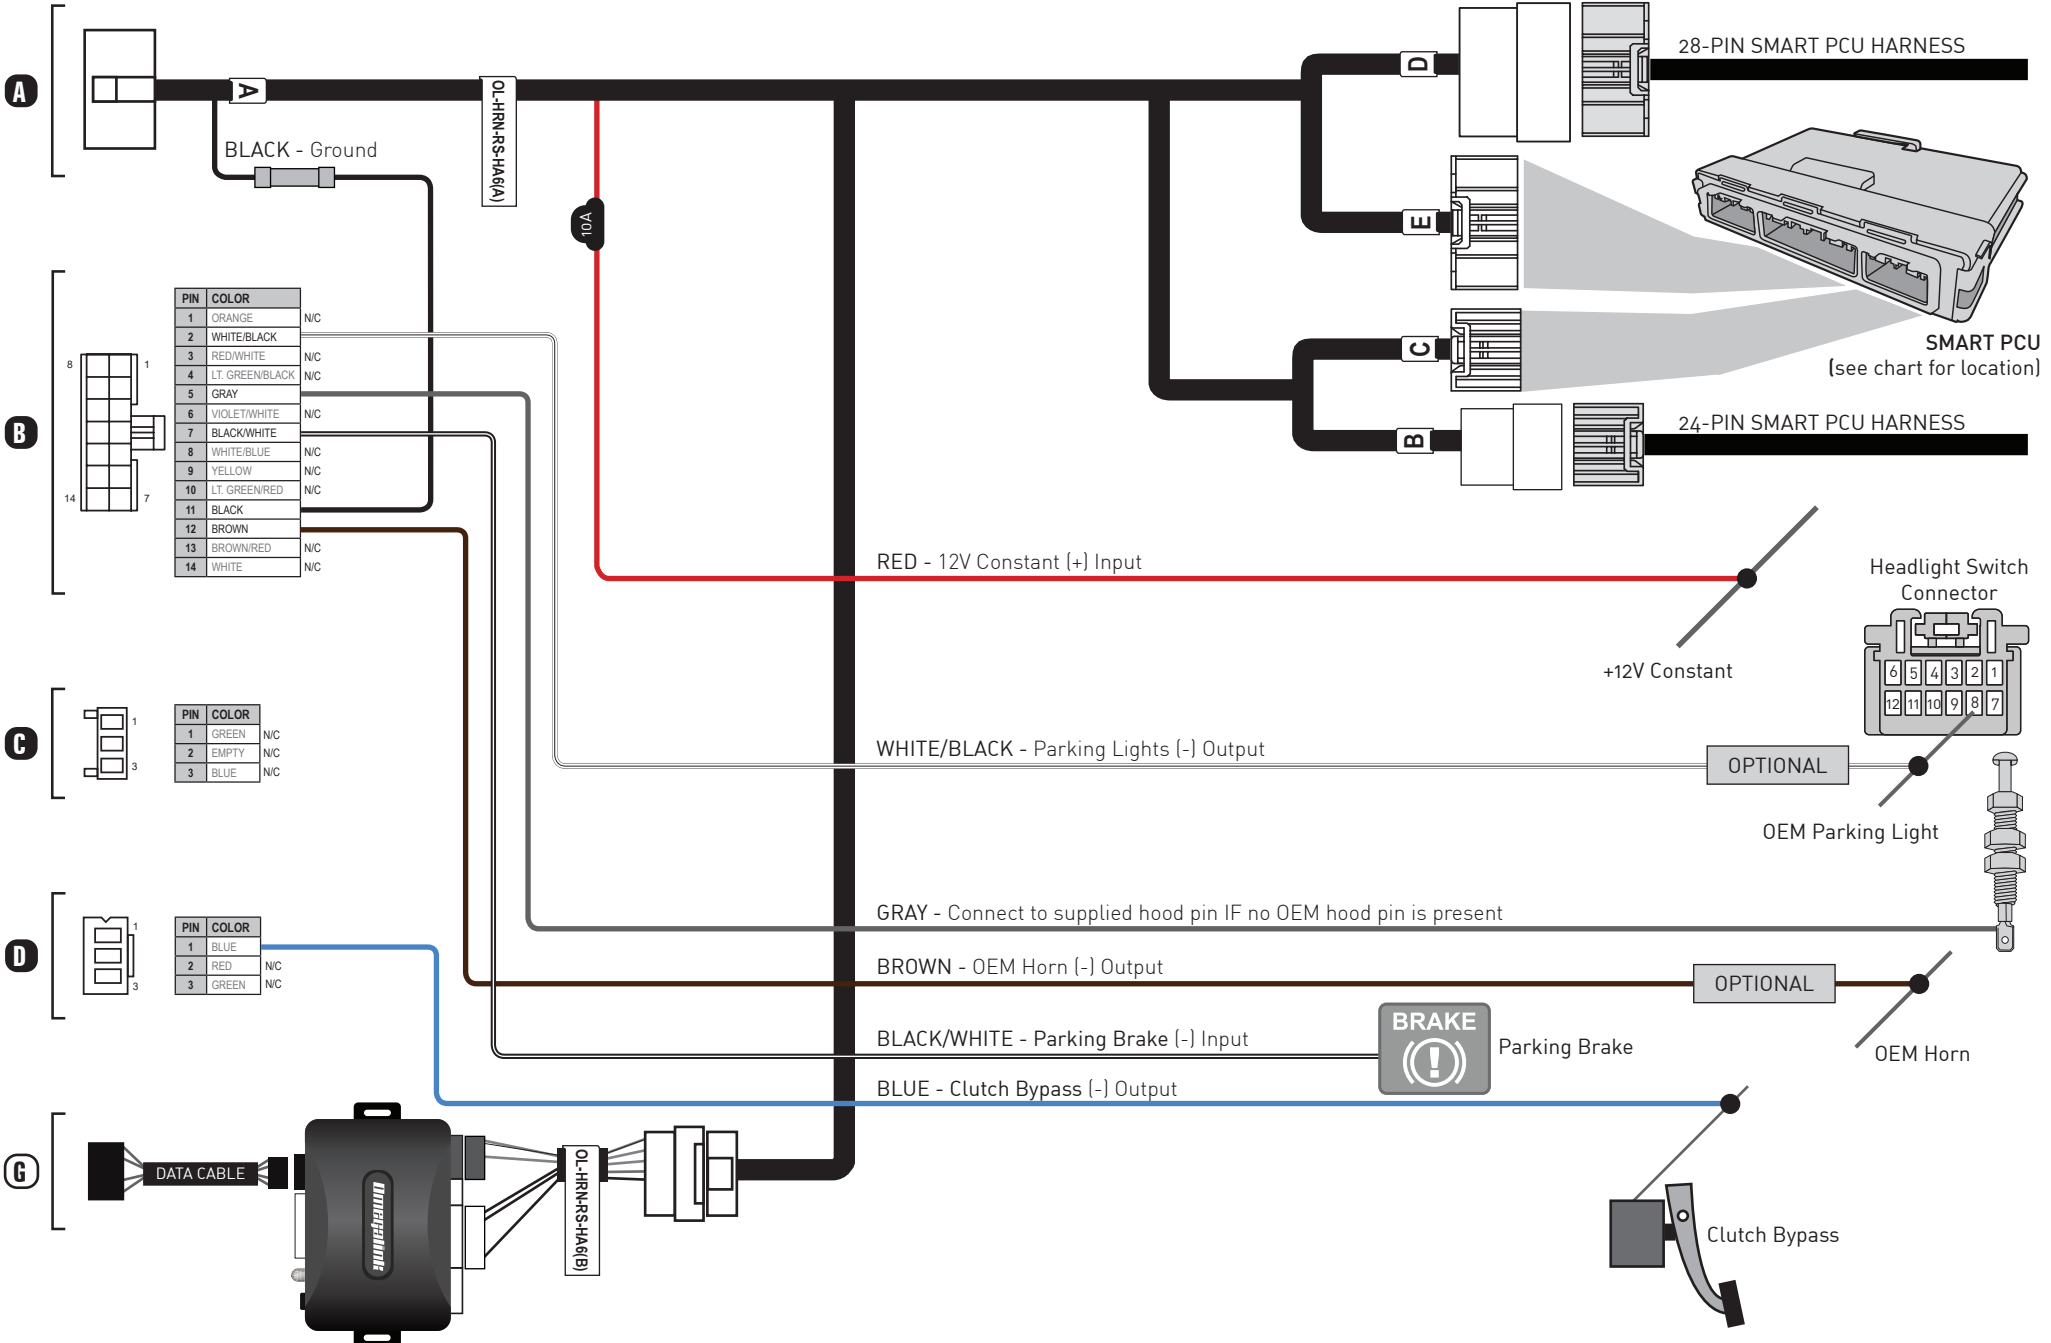 A
A
OL-HRN-RS-HA6(A)
BLACK - Ground
10A
D
28-PIN SMART PCU HARNESS
E
C
SMART PCU
(see chart for location)
B
24-PIN SMART PCU HARNESS
B
8
1
14
7
PIN COLOR
1 ORANGE N/C
2 WHITE/BLACK
3 RED/WHITE N/C
4 LT. GREEN/BLACK N/C
5 GRAY
6 VIOLET/WHITE N/C
7 BLACK/WHITE
8 WHITE/BLUE N/C
9 YELLOW N/C
10 LT. GREEN/RED N/C
11 BLACK
12 BROWN
13 BROWN/RED N/C
14 WHITE N/C
RED - 12V Constant (+) Input
+12V Constant
Headlight Switch
Connector
6 5 4 3 2 1
12 11 10 9 8 7
C
1
3
PIN COLOR
1 GREEN N/C
2 EMPTY N/C
3 BLUE N/C
WHITE/BLACK - Parking Lights (-) Output
OPTIONAL
OEM Parking Light
D
1
3
PIN COLOR
1 BLUE
2 RED N/C
3 GREEN N/C
GRAY - Connect to supplied hood pin IF no OEM hood pin is present
BROWN - OEM Horn (-) Output
OPTIONAL
OEM Horn
BLACK/WHITE - Parking Brake (-) Input
BRAKE
Parking Brake
BLUE - Clutch Bypass (-) Output
Clutch Bypass
G
DATA CABLE
Omegalink
OL-HRN-RS-HA6(B)